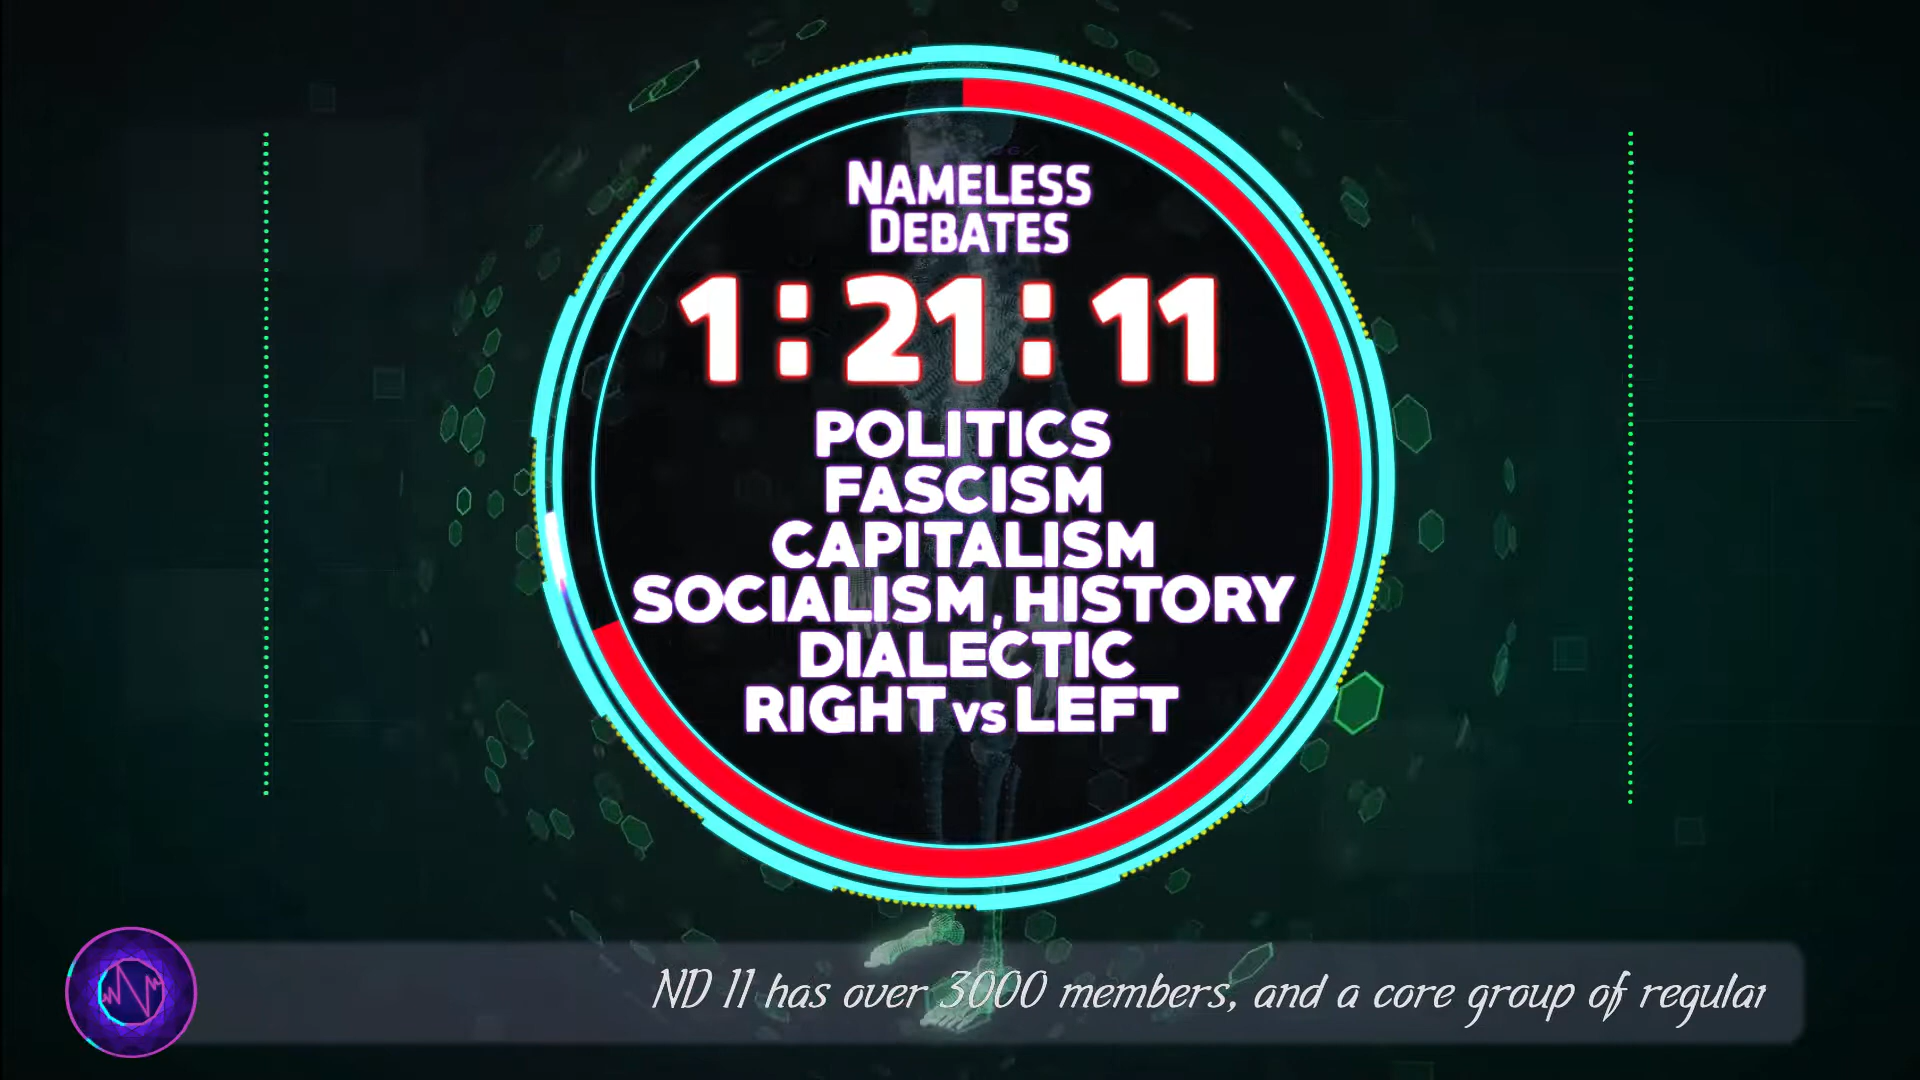 NAMELESS
DEBATES
1:21:11
POLITICS
FASCISM
CAPITALISM
SOCIALISM, HISTORY
DIALECTIC
RIGHT vs LEFT
ND 11 has over 3000 members, and a core group of regular